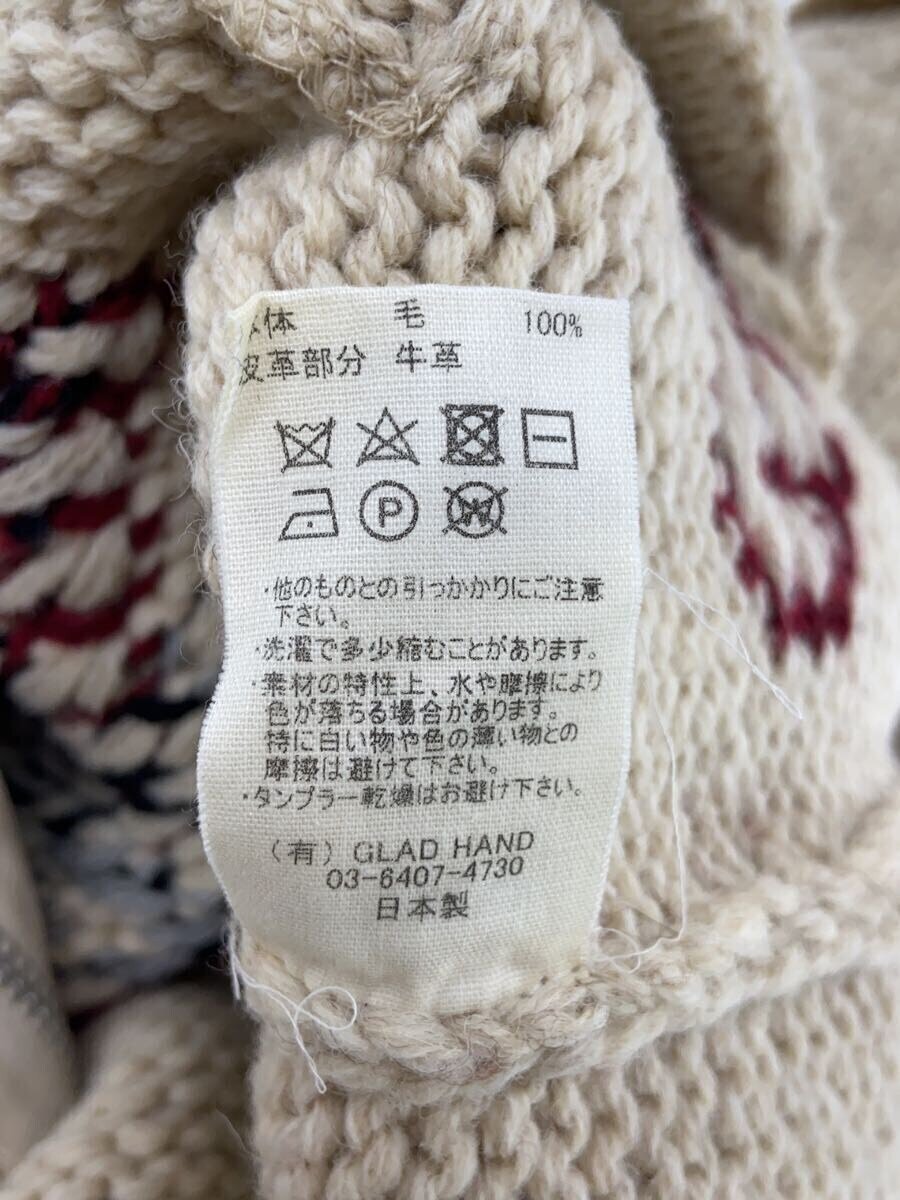 体 毛 100%
皮革部分 牛革
P
W
・他のものとの引っかかりにご注意
下さい。
・洗濯で多少縮むことがあります。
・素材の特性上、水や摩擦により
色が落ちる場合があります。
特に白い物や色の薄い物との
摩擦は避けて下さい。
・タンブラー乾燥はお避け下さい。
（有）GLAD HAND
03-6407-4730
日本製